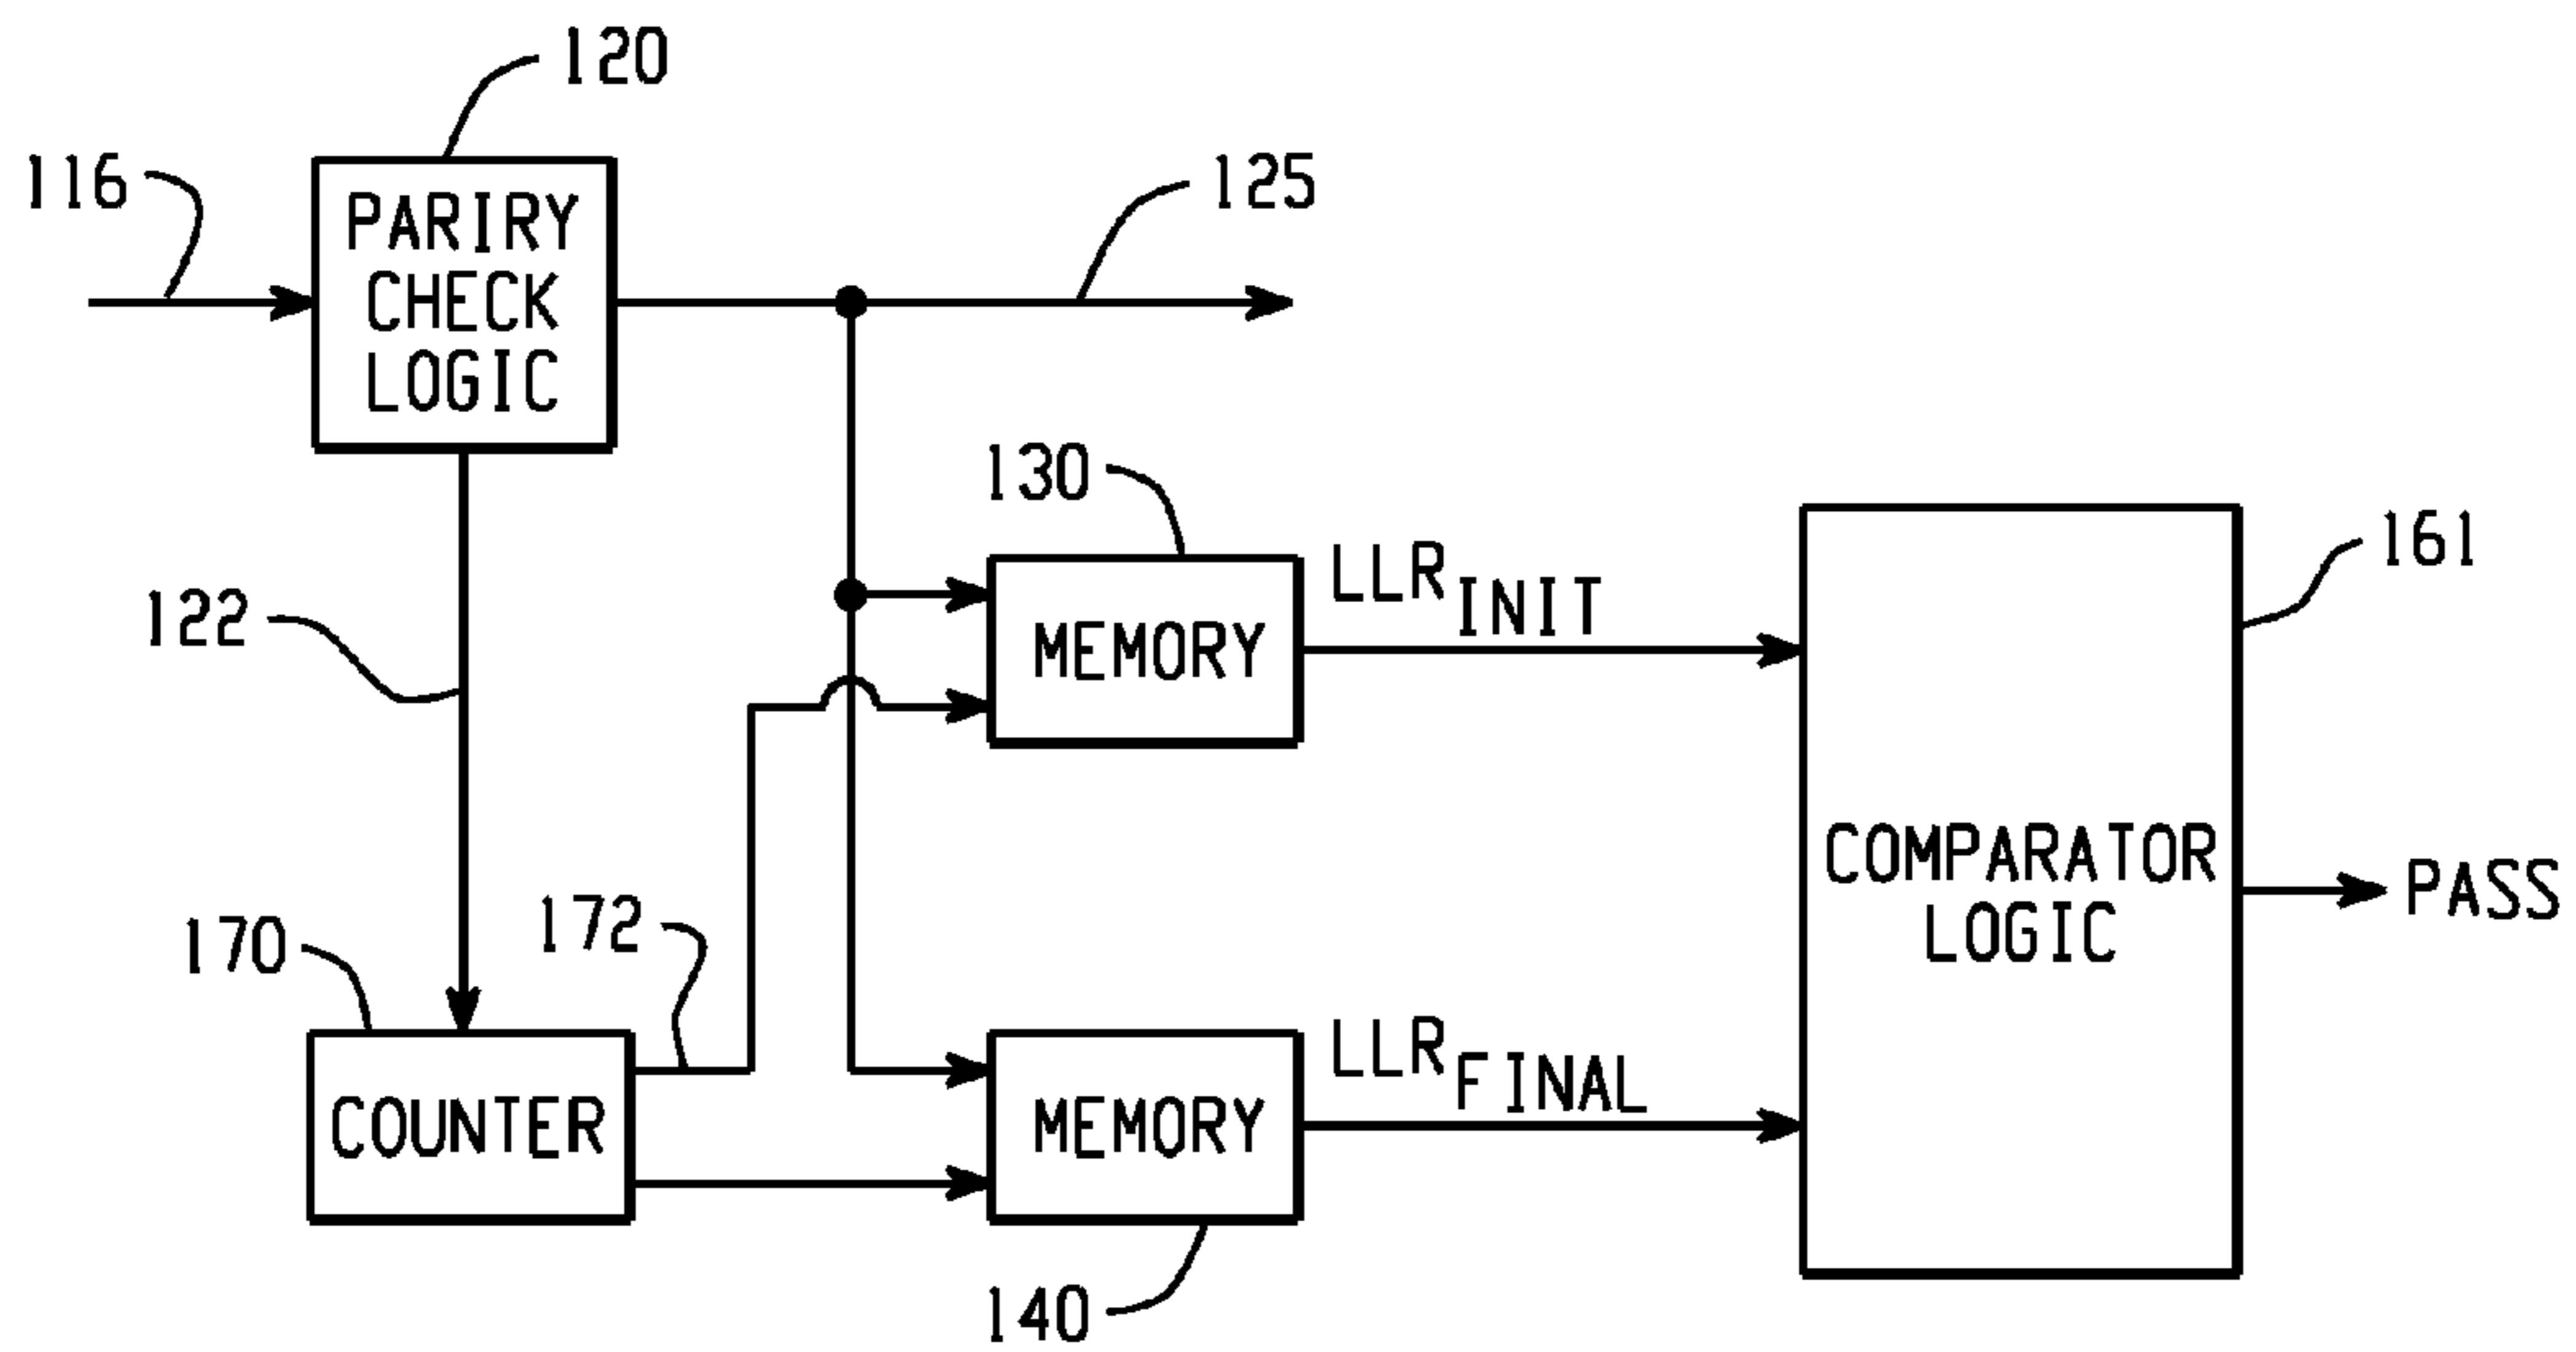 120
116
125
PARIRY
CHECK
LOGIC
130
161
LLR INIT
122
MEMORY
COMPARATOR
LOGIC
PASS
172
170
LLR FINAL
COUNTER
MEMORY
140